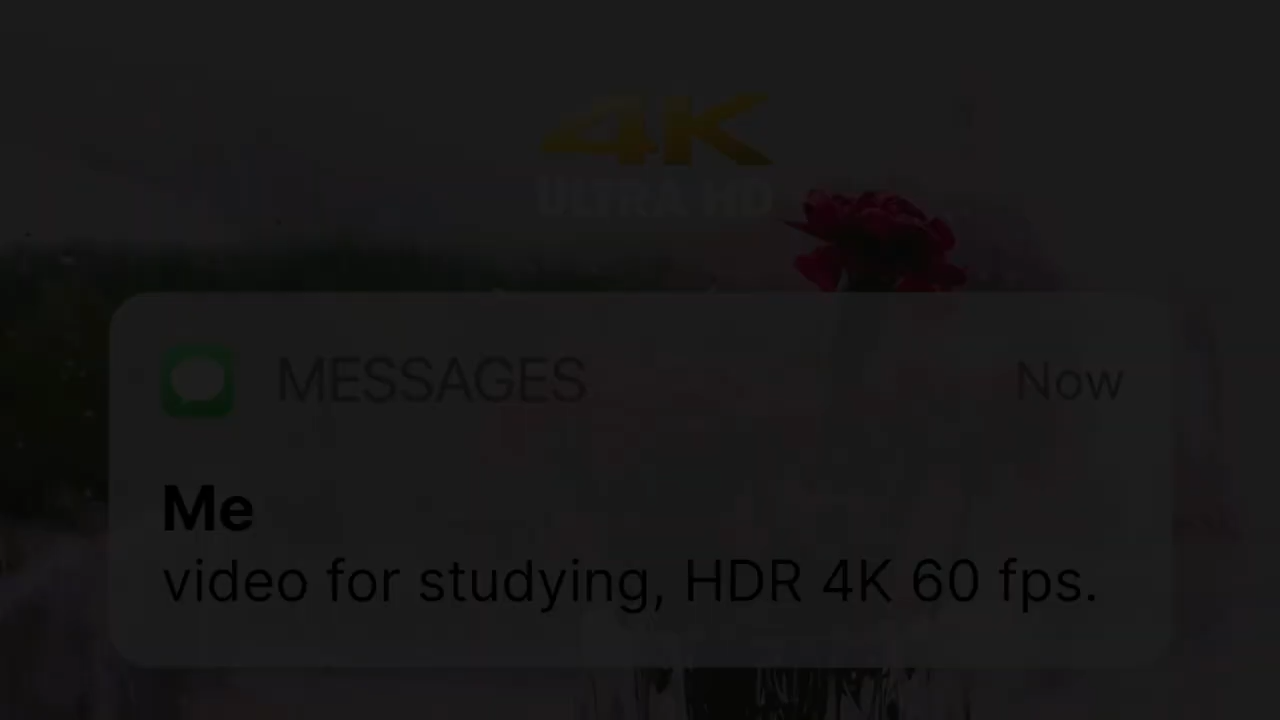 4K
ULTRA HD
MESSAGES
Now
Me
video for studying, HDR 4K 60 fps.